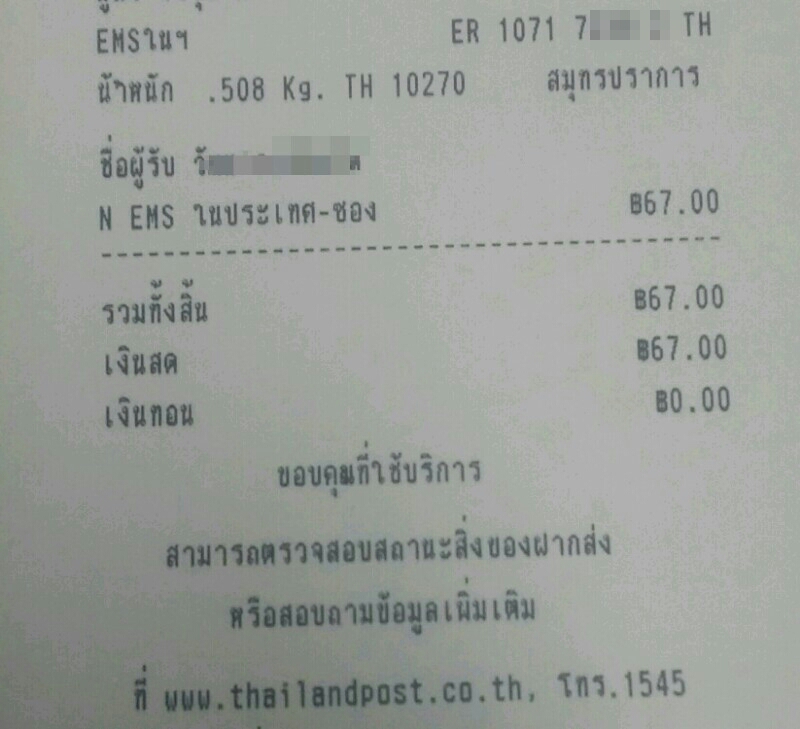 EMSในฯ ER 1071 7 TH
น้ำหนัก .508 Kg. TH 10270 สมุทรปราการ
ชื่อผู้รับ
N EMS ในประเทศ-ซอง ฿67.00
รวมทั้งสิ้น ฿67.00
เงินสด ฿67.00
เงินทอน ฿0.00
ขอบคุณที่ใช้บริการ
สามารถตรวจสอบสถานะสิ่งของฝากส่ง
หรือสอบถามข้อมูลเพิ่มเติม
ที่ www.thailandpost.co.th, โทร.1545